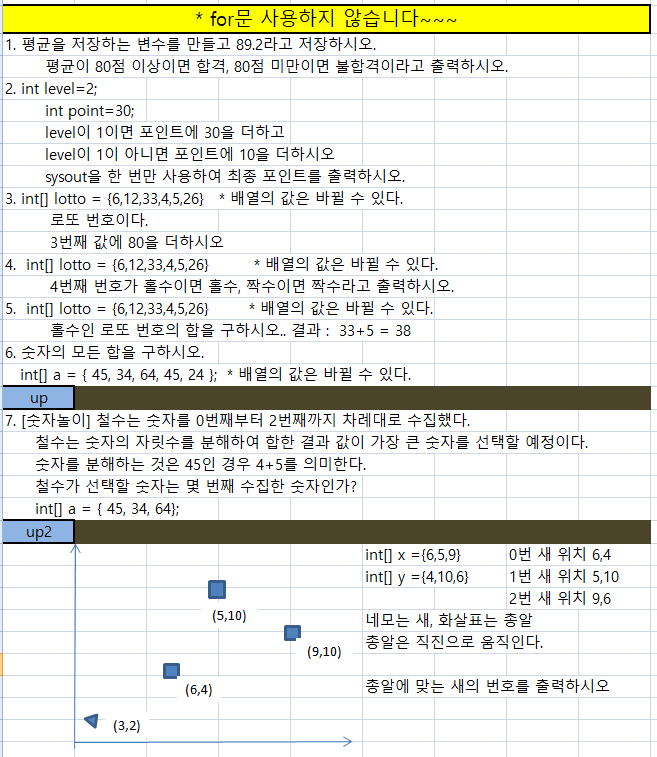 * for문 사용하지 않습니다~~~
1. 평균을 저장하는 변수를 만들고 89.2라고 저장하시오.
평균이 80점 이상이면 합격, 80점 미만이면 불합격이라고 출력하시오.
2. int level=2;
int point=30;
level이 1이면 포인트에 30을 더하고
level이 1이 아니면 포인트에 10을 더하시오
sysout을 한 번만 사용하여 최종 포인트를 출력하시오.
3. int[] lotto = {6,12,33,4,5,26} * 배열의 값은 바뀔 수 있다.
로또 번호이다.
3번째 값에 80을 더하시오
4. int[] lotto = {6,12,33,4,5,26} * 배열의 값은 바뀔 수 있다.
4번째 번호가 홀수이면 홀수, 짝수이면 짝수라고 출력하시오.
5. int[] lotto = {6,12,33,4,5,26} * 배열의 값은 바뀔 수 있다.
홀수인 로또 번호의 합을 구하시오.. 결과 : 33+5 = 38
6. 숫자의 모든 합을 구하시오.
int[] a = { 45, 34, 64, 45, 24 }; * 배열의 값은 바뀔 수 있다.
up
7. [숫자놀이] 철수는 숫자를 0번째부터 2번째까지 차례대로 수집했다.
철수는 숫자의 자릿수를 분해하여 합한 결과 값이 가장 큰 숫자를 선택할 예정이다.
숫자를 분해하는 것은 45인 경우 4+5를 의미한다.
철수가 선택할 숫자는 몇 번째 수집한 숫자인가?
int[] a = { 45, 34, 64};
up2
int[] x ={6,5,9} 0번 새 위치 6,4
int[] y ={4,10,6} 1번 새 위치 5,10
2번 새 위치 9,6
(5,10)
네모는 새, 화살표는 총알
총알은 직진으로 움직인다.
(9,10)
(6,4)
총알에 맞는 새의 번호를 출력하시오
(3,2)